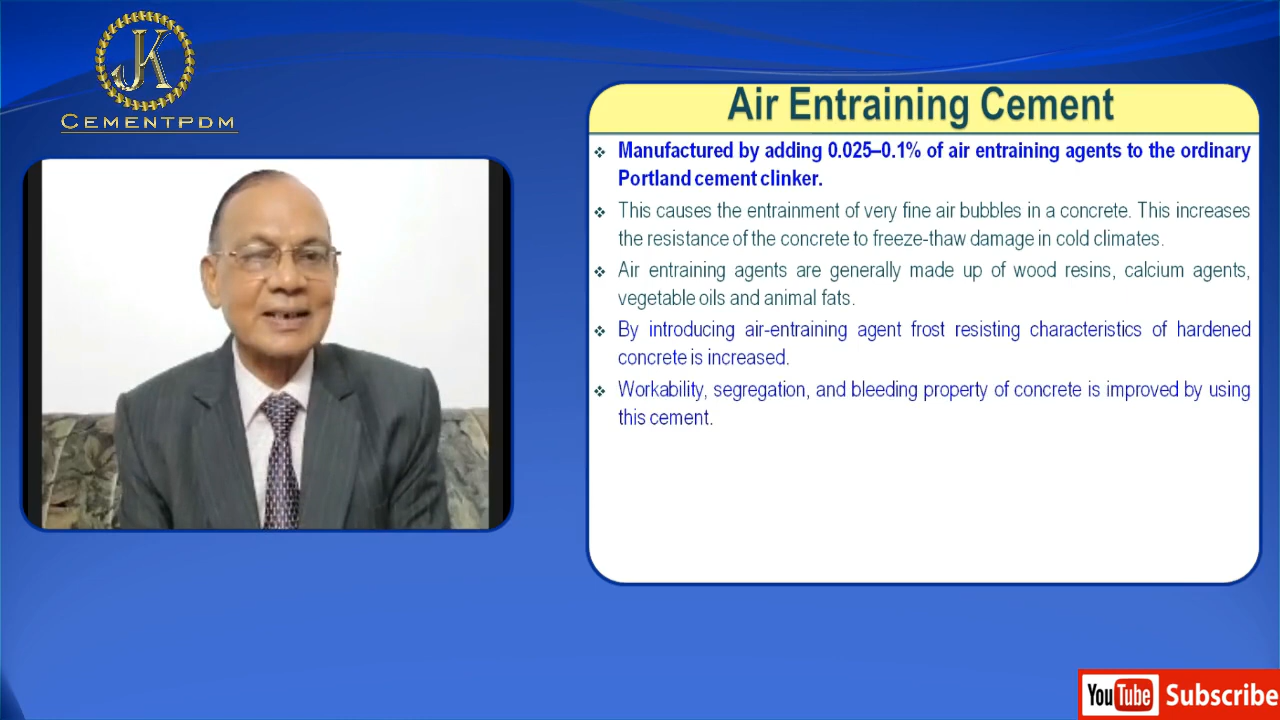 JK
CEMENTPDM
Air Entraining Cement
❖ Manufactured by adding 0.025–0.1% of air entraining agents to the ordinary
Portland cement clinker.
❖ This causes the entrainment of very fine air bubbles in a concrete. This increases
the resistance of the concrete to freeze-thaw damage in cold climates.
❖ Air entraining agents are generally made up of wood resins, calcium agents,
vegetable oils and animal fats.
❖ By introducing air-entraining agent frost resisting characteristics of hardened
concrete is increased.
❖ Workability, segregation, and bleeding property of concrete is improved by using
this cement.
YouTube Subscribe